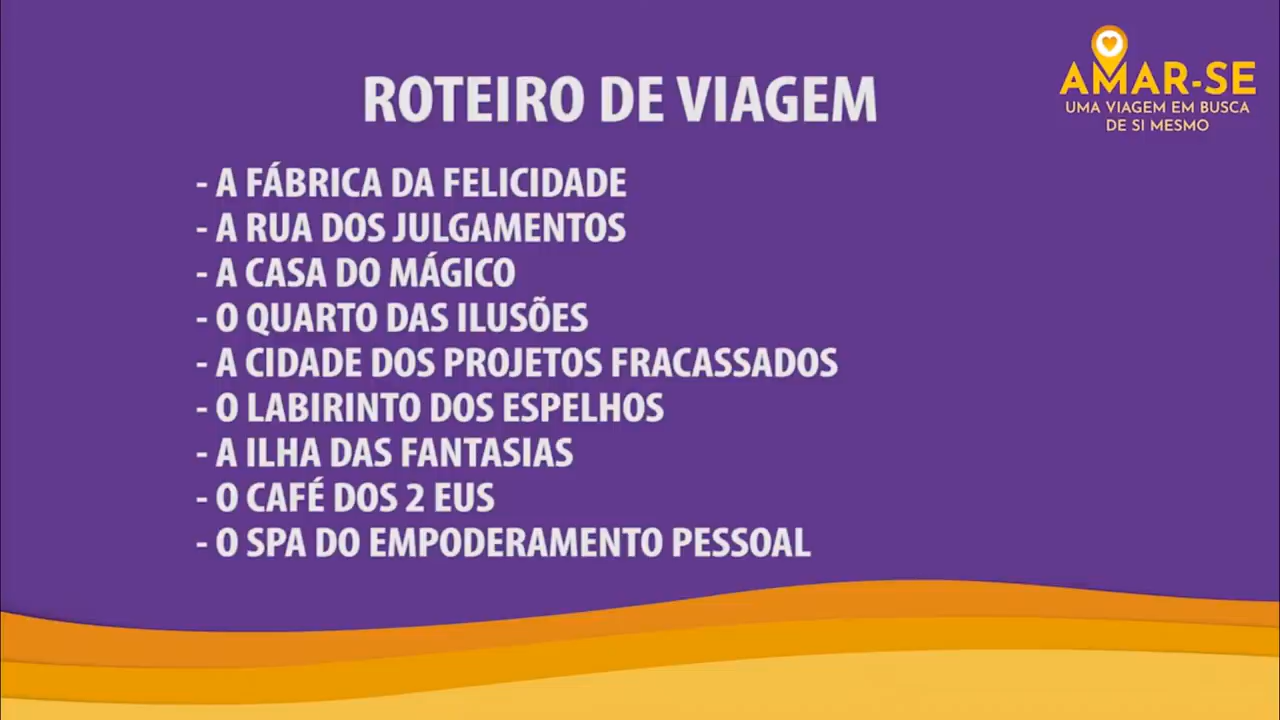 AMAR-SE
UMA VIAGEM EM BUSCA
DE SI MESMO
ROTEIRO DE VIAGEM
- A FÁBRICA DA FELICIDADE
- A RUA DOS JULGAMENTOS
- A CASA DO MÁGICO
- O QUARTO DAS ILUSÕES
- A CIDADE DOS PROJETOS FRACASSADOS
- O LABIRINTO DOS ESPELHOS
- A ILHA DAS FANTASIAS
- O CAFÉ DOS 2 EUS
- O SPA DO EMPODERAMENTO PESSOAL